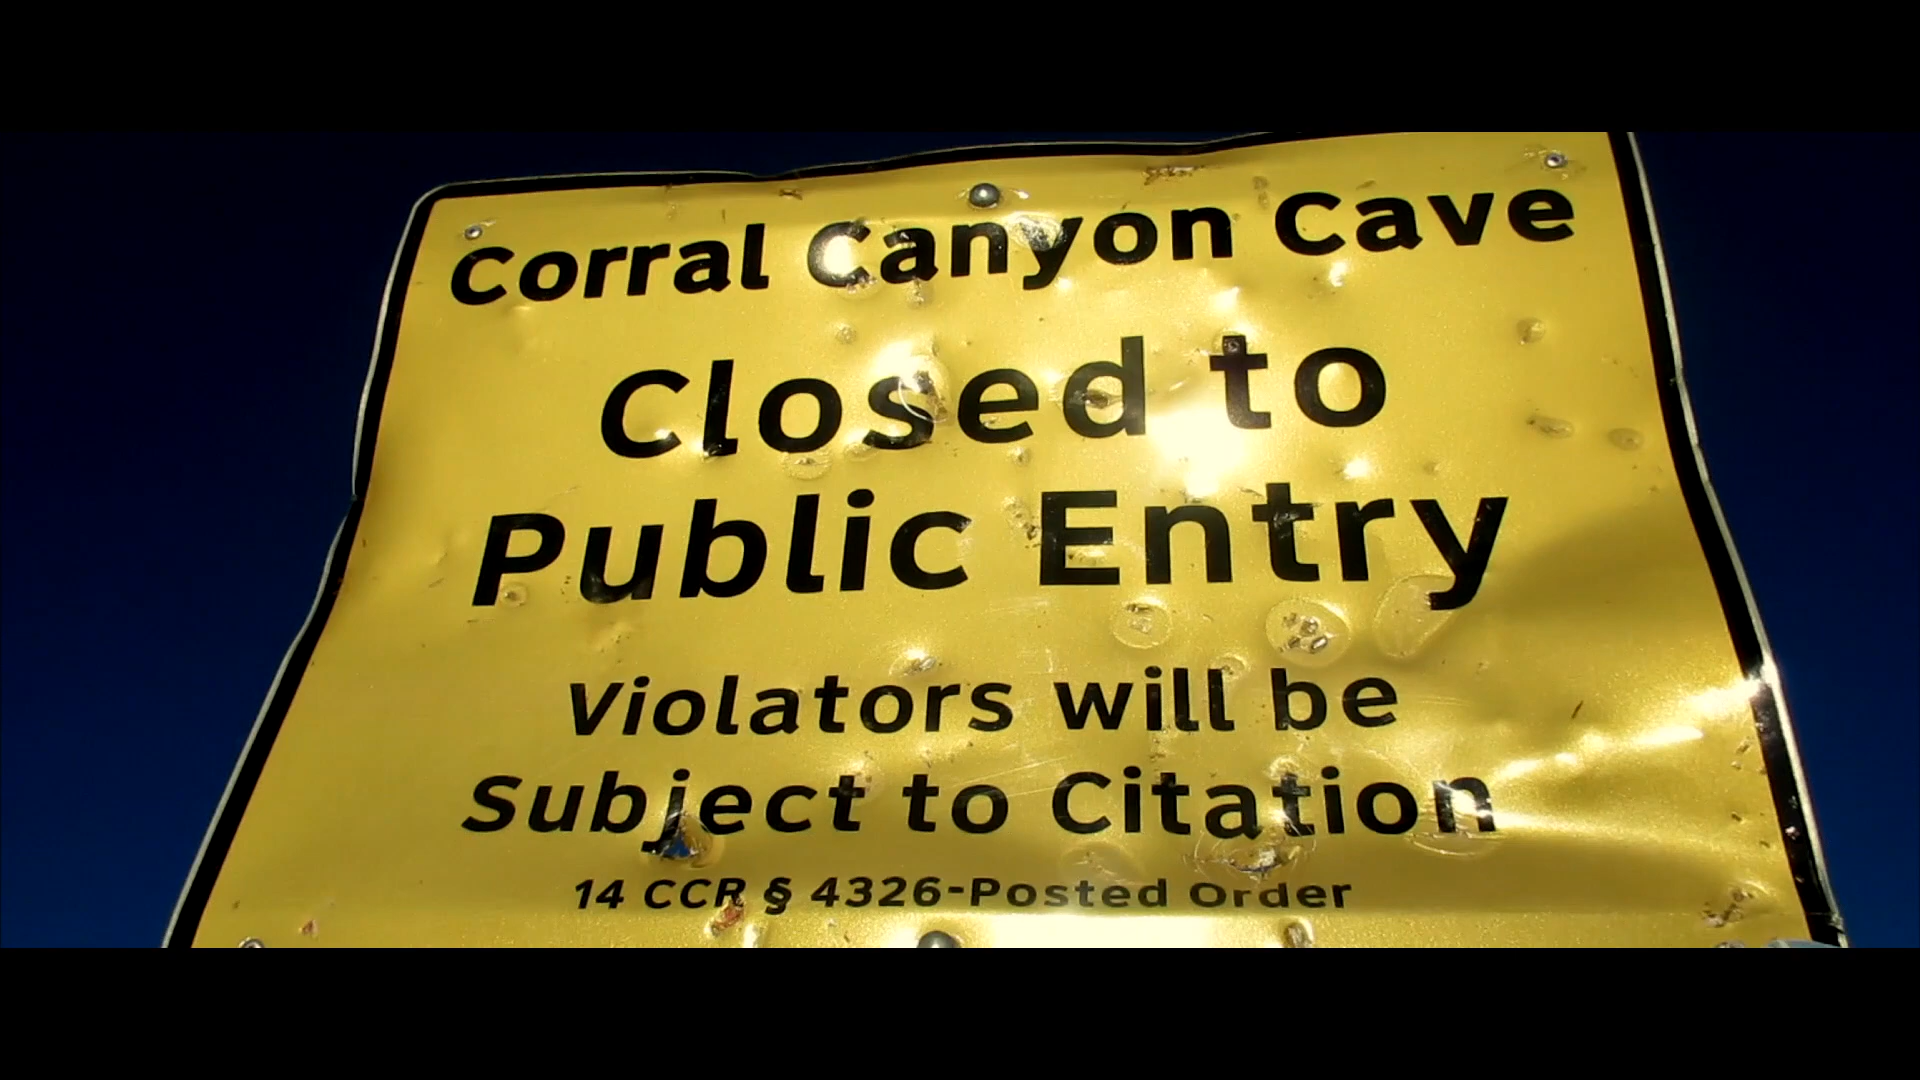 Corral Canyon Cave
Closed to
Public Entry
Violators will be
Subject to Citation
14 CCR § 4326-Posted Order